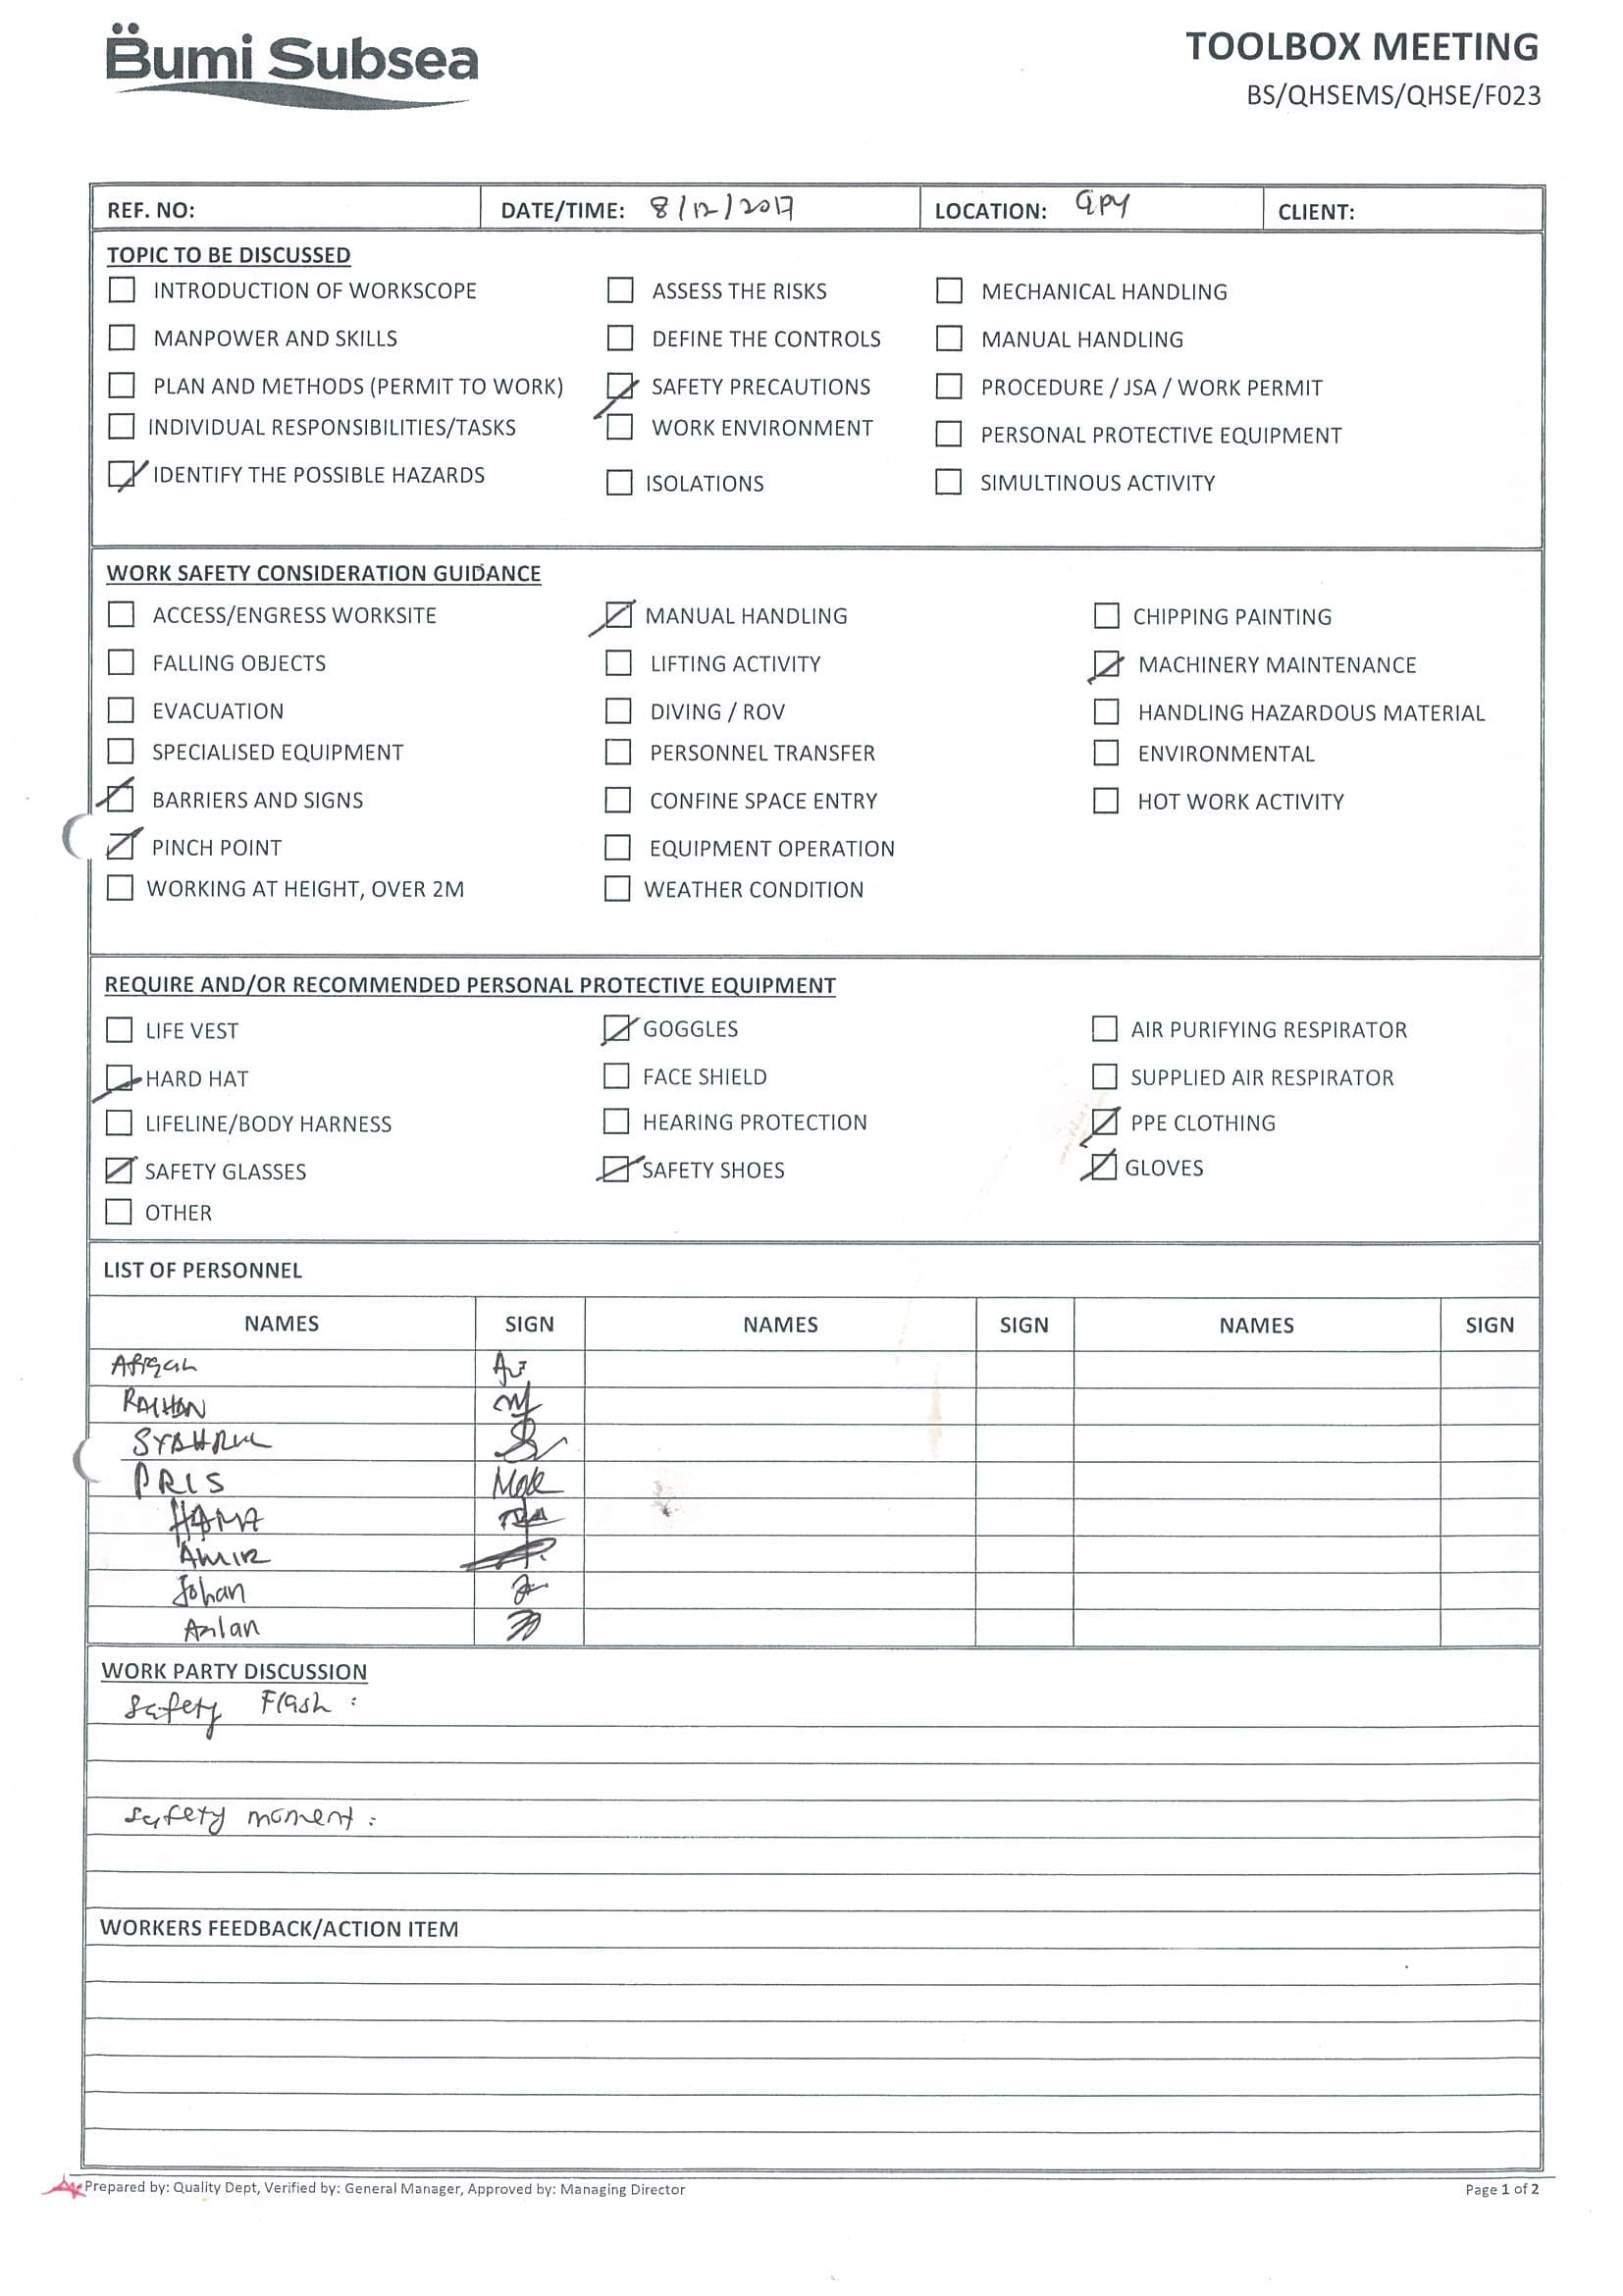 Bumi Subsea
TOOLBOX MEETING
BS/QHSEMS/QHSE/F023
REF. NO: DATE/TIME: 8/12/2017 LOCATION: QPY CLIENT:
TOPIC TO BE DISCUSSED
INTRODUCTION OF WORKSCOPE ASSESS THE RISKS MECHANICAL HANDLING
MANPOWER AND SKILLS DEFINE THE CONTROLS MANUAL HANDLING
PLAN AND METHODS (PERMIT TO WORK) SAFETY PRECAUTIONS PROCEDURE / JSA / WORK PERMIT
INDIVIDUAL RESPONSIBILITIES/TASKS WORK ENVIRONMENT PERSONAL PROTECTIVE EQUIPMENT
IDENTIFY THE POSSIBLE HAZARDS ISOLATIONS SIMULTINOUS ACTIVITY
WORK SAFETY CONSIDERATION GUIDANCE
ACCESS/ENGRESS WORKSITE MANUAL HANDLING CHIPPING PAINTING
FALLING OBJECTS LIFTING ACTIVITY MACHINERY MAINTENANCE
EVACUATION DIVING / ROV HANDLING HAZARDOUS MATERIAL
SPECIALISED EQUIPMENT PERSONNEL TRANSFER ENVIRONMENTAL
BARRIERS AND SIGNS CONFINE SPACE ENTRY HOT WORK ACTIVITY
PINCH POINT EQUIPMENT OPERATION
WORKING AT HEIGHT, OVER 2M WEATHER CONDITION
REQUIRE AND/OR RECOMMENDED PERSONAL PROTECTIVE EQUIPMENT
LIFE VEST GOGGLES AIR PURIFYING RESPIRATOR
HARD HAT FACE SHIELD SUPPLIED AIR RESPIRATOR
LIFELINE/BODY HARNESS HEARING PROTECTION PPE CLOTHING
SAFETY GLASSES SAFETY SHOES GLOVES
OTHER
LIST OF PERSONNEL
NAMES SIGN NAMES SIGN NAMES SIGN
Afiqah
RAIHAN
SYAHRUL
PRIS
HAMA
AMIR
Johan
Azlan
WORK PARTY DISCUSSION
Safety Flash :
Safety moment :
WORKERS FEEDBACK/ACTION ITEM
Prepared by: Quality Dept, Verified by: General Manager, Approved by: Managing Director Page 1 of 2